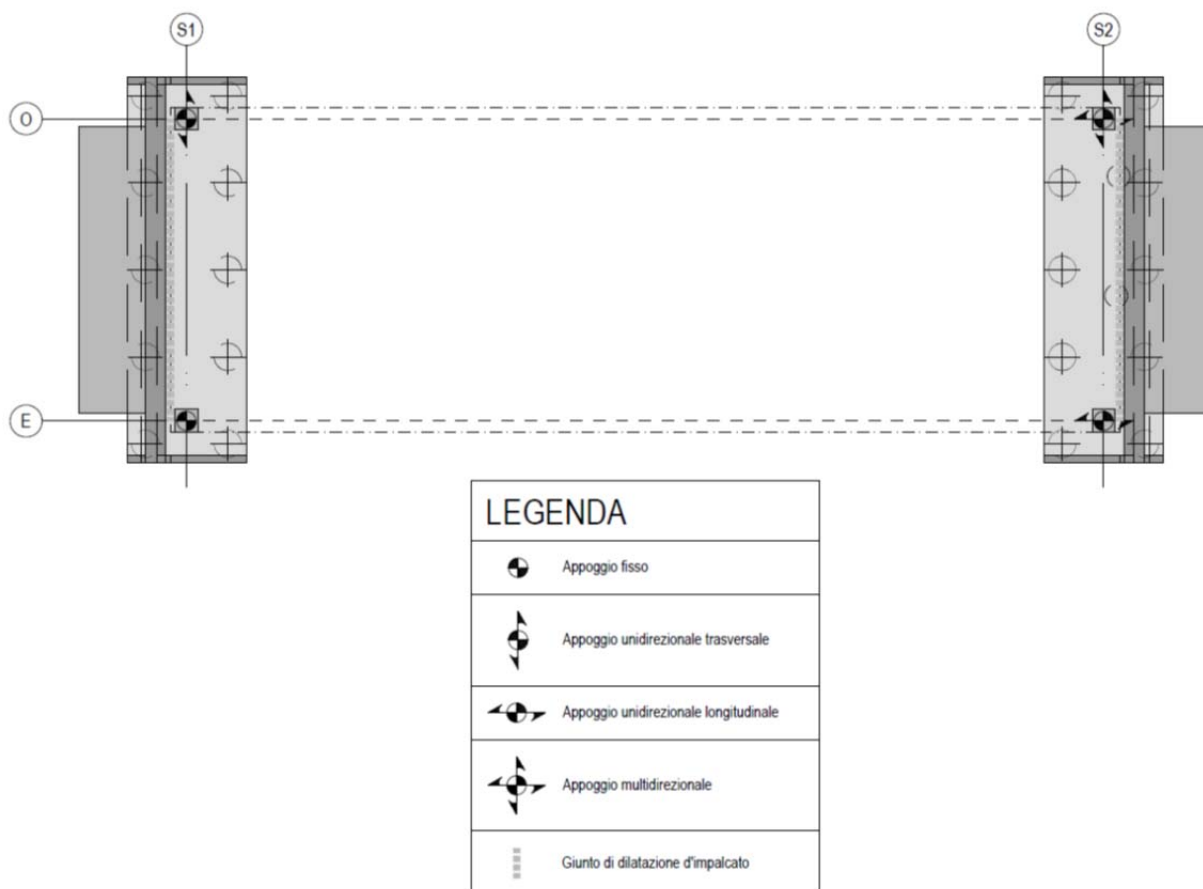 S1
S2
O
E
LEGENDA
Appoggio fisso
Appoggio unidirezionale trasversale
Appoggio unidirezionale longitudinale
Appoggio multidirezionale
Giunto di dilatazione d'impalcato